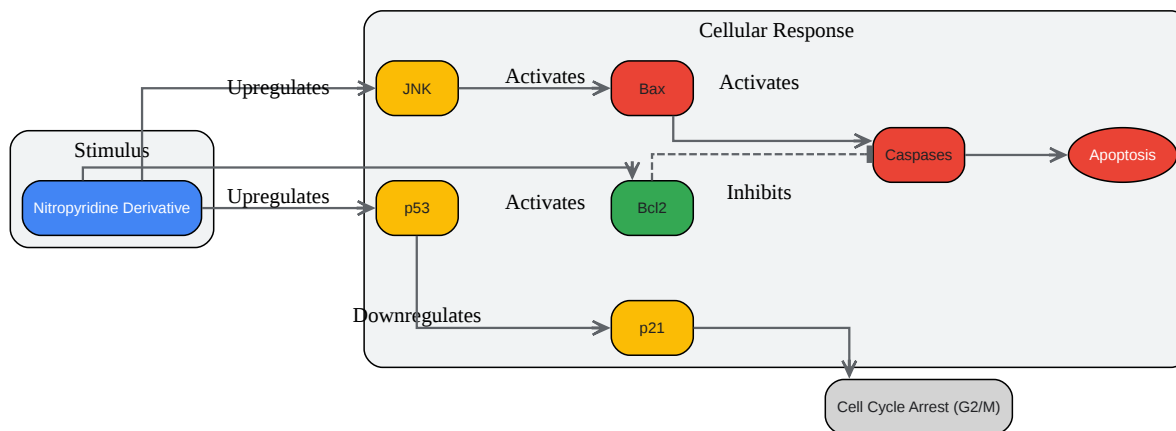 Cellular Response
Upregulates
JNK
Activates
Bax
Activates
Stimulus
Caspases
Apoptosis
Nitropyridine Derivative
Upregulates
p53
Activates
Bcl2
Inhibits
Downregulates
p21
Cell Cycle Arrest (G2/M)